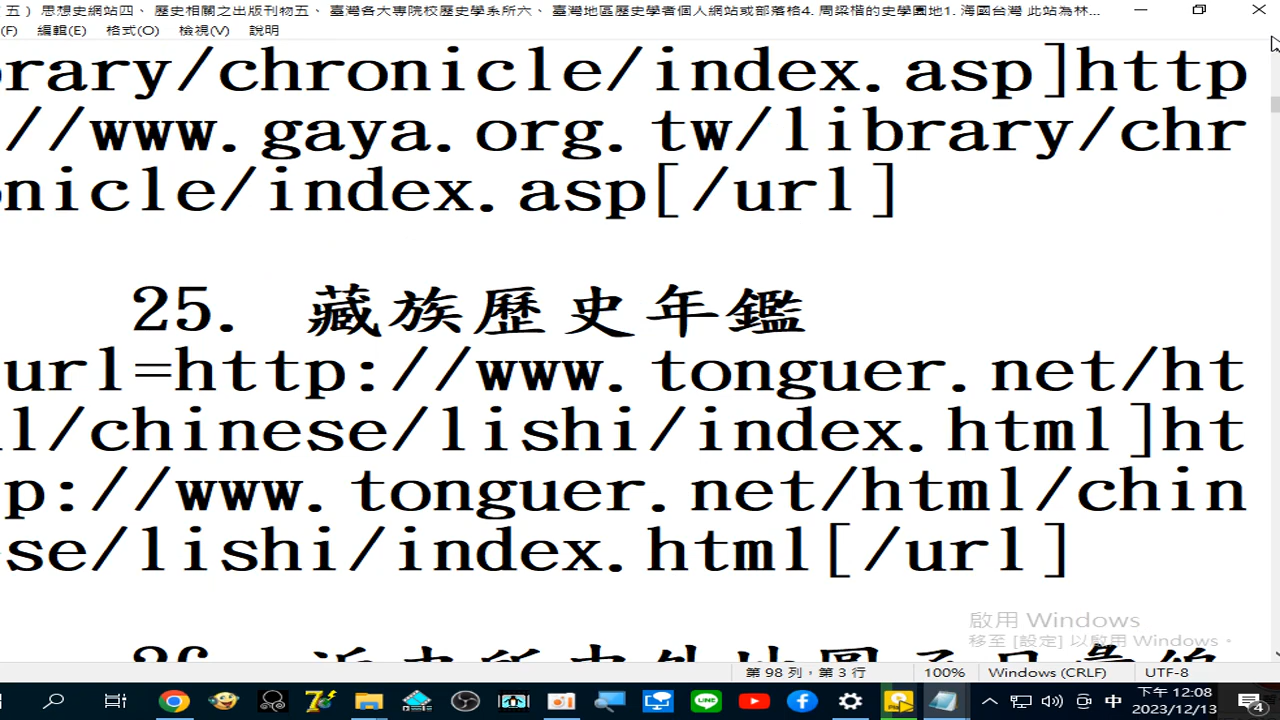 五） 思想史網站四、 歷史相關之出版刊物五、 臺灣各大專院校歷史學系所六、 臺灣地區歷史學者個人網站或部落格4. 周梁楷的史學園地1. 海國台灣 此站為林...
(F) 編輯(E) 格式(O) 檢視(V) 說明
rary/chronicle/index.asp]http
://www.gaya.org.tw/library/chr
onicle/index.asp[/url]
25. 藏族歷史年鑑
url=http://www.tonguer.net/ht
ml/chinese/lishi/index.html]ht
tp://www.tonguer.net/html/chin
ese/lishi/index.html[/url]
啟用 Windows
移至 [設定] 以啟用 Windows。
第 98 列，第 3 行 100% Windows (CRLF) UTF-8
中 下午 12:08
2023/12/13 4